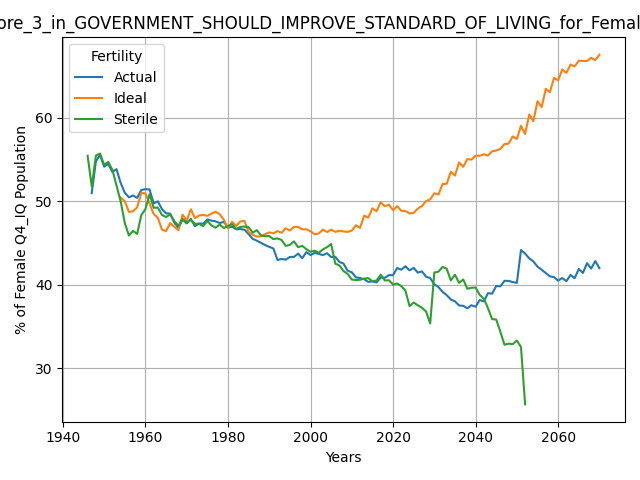 ore_3_in_GOVERNMENT_SHOULD_IMPROVE_STANDARD_OF_LIVING_for_Femal
Fertility
Actual
Ideal
Sterile
% of Female Q4_IQ Population
60
50
40
30
1940
1960
1980
2000
2020
2040
2060
Years